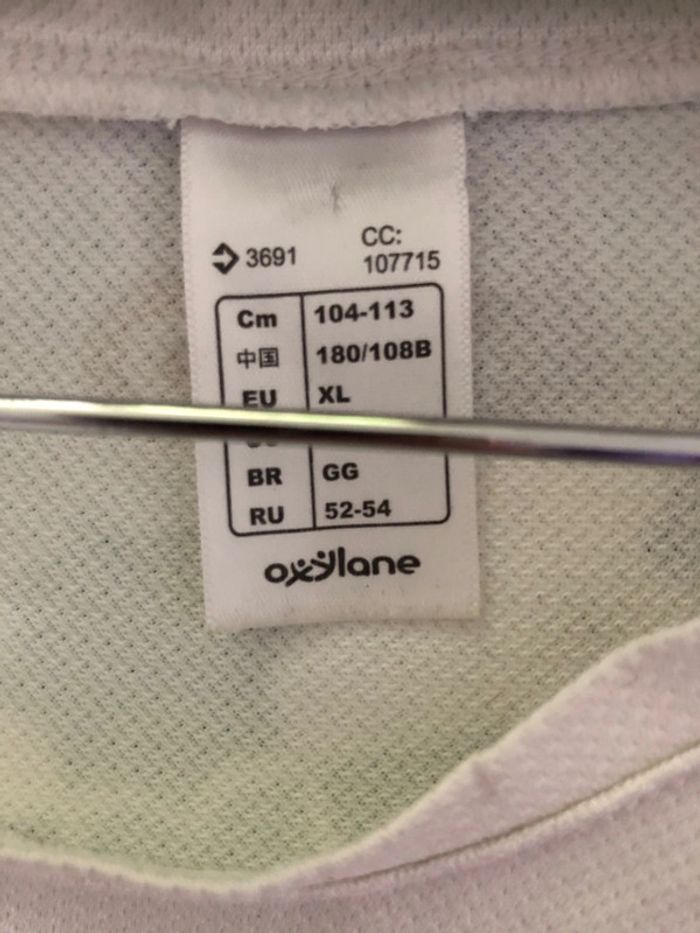 3691 CC:
107715
Cm 104-113
中国 180/108B
EU XL
BR GG
RU 52-54
oxylane